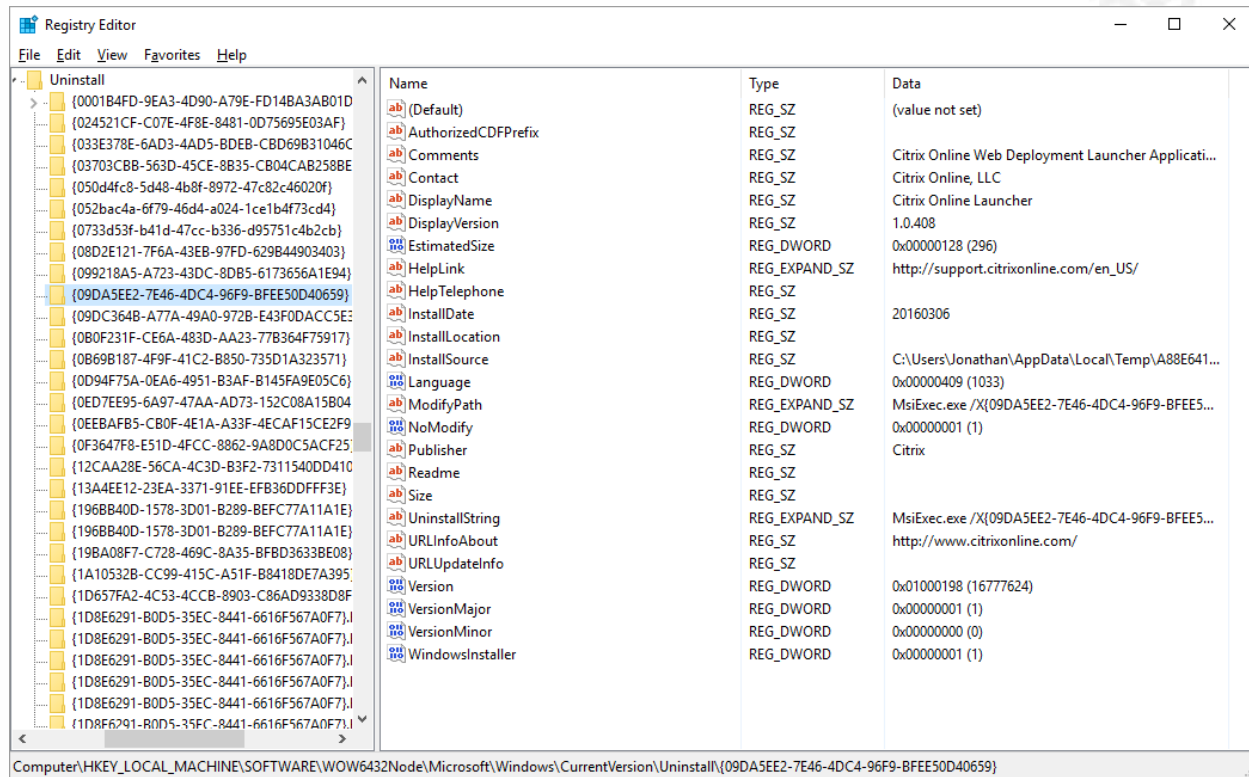 Registry Editor
File Edit View Favorites Help
Uninstall
{0001B4FD-9EA3-4D90-A79E-FD14BA3AB01D
{024521CF-C07E-4F8E-8481-0D75695E03AF}
{033E378E-6AD3-4AD5-BDEB-CBD69B31046C
{03703CBB-563D-45CE-8B35-CB04CAB258BE
{050d4fc8-5d48-4b8f-8972-47c82c46020f}
{052bac4a-6f79-46d4-a024-1ce1b4f73cd4}
{0733d53f-b41d-47cc-b336-d95751c4b2cb}
{08D2E121-7F6A-43EB-97FD-629B44903403}
{099218A5-A723-43DC-8DB5-6173656A1E94}
{09DA5EE2-7E46-4DC4-96F9-BFEE50D40659}
{09DC364B-A77A-49A0-972B-E43F0DACC5E3
{0B0F231F-CE6A-483D-AA23-77B364F75917}
{0B69B187-4F9F-41C2-B850-735D1A323571}
{0D94F75A-0EA6-4951-B3AF-B145FA9E05C6}
{0ED7EE95-6A97-47AA-AD73-152C08A15B04
{0EEBAFB5-CB0F-4E1A-A33F-4ECAF15CE2F9
{0F3647F8-E51D-4FCC-8862-9A8D0C5ACF25}
{12CAA28E-56CA-4C3D-B3F2-7311540DD410
{13A4EE12-23EA-3371-91EE-EFB36DDFFF3E}
{196BB40D-1578-3D01-B289-BEFC77A11A1E}
{196BB40D-1578-3D01-B289-BEFC77A11A1E}
{19BA08F7-C728-469C-8A35-BFBD3633BE08}
{1A10532B-CC99-415C-A51F-B8418DE7A395}
{1D657FA2-4C53-4CCB-8903-C86AD9338D8F
{1D8E6291-B0D5-35EC-8441-6616F567A0F7}.
{1D8E6291-B0D5-35EC-8441-6616F567A0F7}.
{1D8E6291-B0D5-35EC-8441-6616F567A0F7}.
{1D8E6291-B0D5-35EC-8441-6616F567A0F7}.
{1D8E6291-B0D5-35EC-8441-6616F567A0F7}.
{1D8E6291-B0D5-35EC-8441-6616F567A0F7}.
Name Type Data
(Default) REG_SZ (value not set)
AuthorizedCDFPrefix REG_SZ
Comments REG_SZ Citrix Online Web Deployment Launcher Applicati...
Contact REG_SZ Citrix Online, LLC
DisplayName REG_SZ Citrix Online Launcher
DisplayVersion REG_SZ 1.0.408
EstimatedSize REG_DWORD 0x00000128 (296)
HelpLink REG_EXPAND_SZ http://support.citrixonline.com/en_US/
HelpTelephone REG_SZ
InstallDate REG_SZ 20160306
InstallLocation REG_SZ
InstallSource REG_SZ C:\Users\Jonathan\AppData\Local\Temp\A88E641...
Language REG_DWORD 0x00000409 (1033)
ModifyPath REG_EXPAND_SZ MsiExec.exe /X{09DA5EE2-7E46-4DC4-96F9-BFEE5...
NoModify REG_DWORD 0x00000001 (1)
Publisher REG_SZ Citrix
Readme REG_SZ
Size REG_SZ
UninstallString REG_EXPAND_SZ MsiExec.exe /X{09DA5EE2-7E46-4DC4-96F9-BFEE5...
URLInfoAbout REG_SZ http://www.citrixonline.com/
URLUpdateInfo REG_SZ
Version REG_DWORD 0x01000198 (16777624)
VersionMajor REG_DWORD 0x00000001 (1)
VersionMinor REG_DWORD 0x00000000 (0)
WindowsInstaller REG_DWORD 0x00000001 (1)
Computer\HKEY_LOCAL_MACHINE\SOFTWARE\WOW6432Node\Microsoft\Windows\CurrentVersion\Uninstall\{09DA5EE2-7E46-4DC4-96F9-BFEE50D40659}